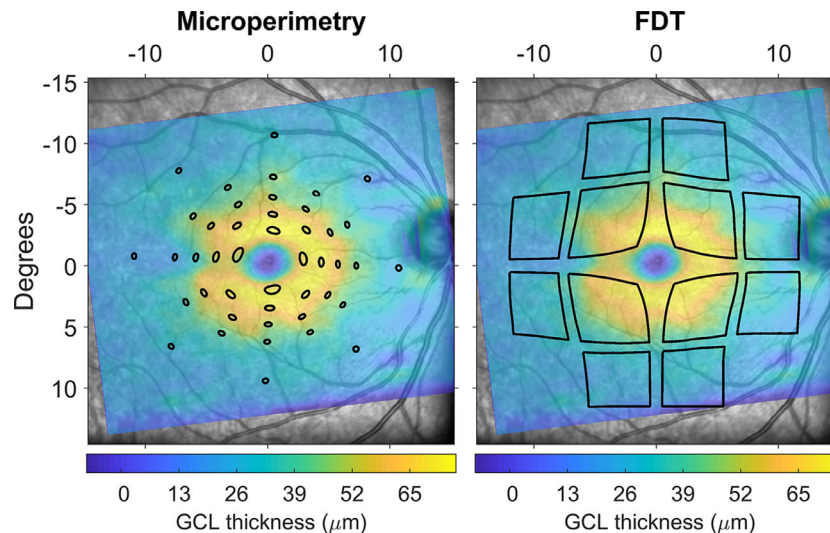 Microperimetry FDT
-10 0 10 -10 0 10
-15
-10
-5
0
5
10
Degrees
0 13 26 39 52 65 0 13 26 39 52 65
GCL thickness (μm) GCL thickness (μm)